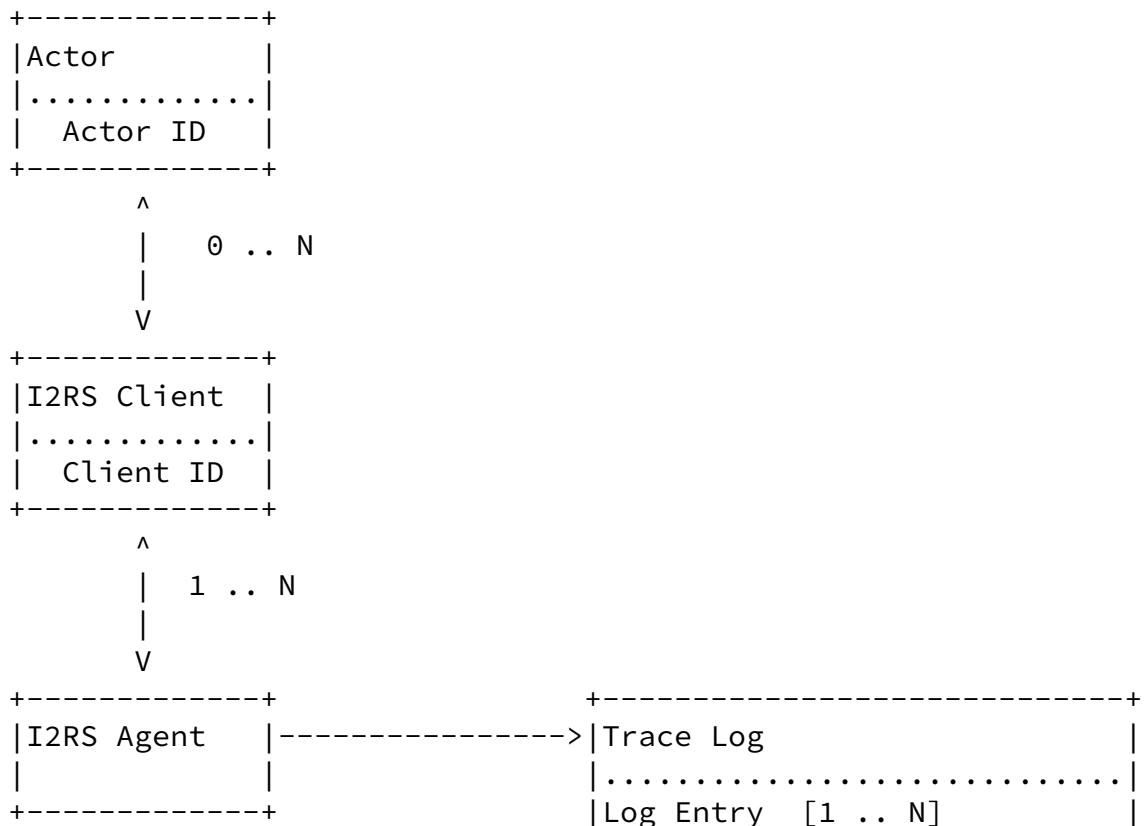 +-------------+
|Actor        |
|.............|
|  Actor ID   |
+-------------+
       ^
       |   0 .. N
       |
       V
+-------------+
|I2RS Client  |
|.............|
|  Client ID  |
+-------------+
       ^
       |  1 .. N
       |
       V
+-------------+                 +-----------------------------+
|I2RS Agent   |---------------->|Trace Log                    |
|             |                 |.............................|
+-------------+                 |Log Entry  [1 .. N]          |